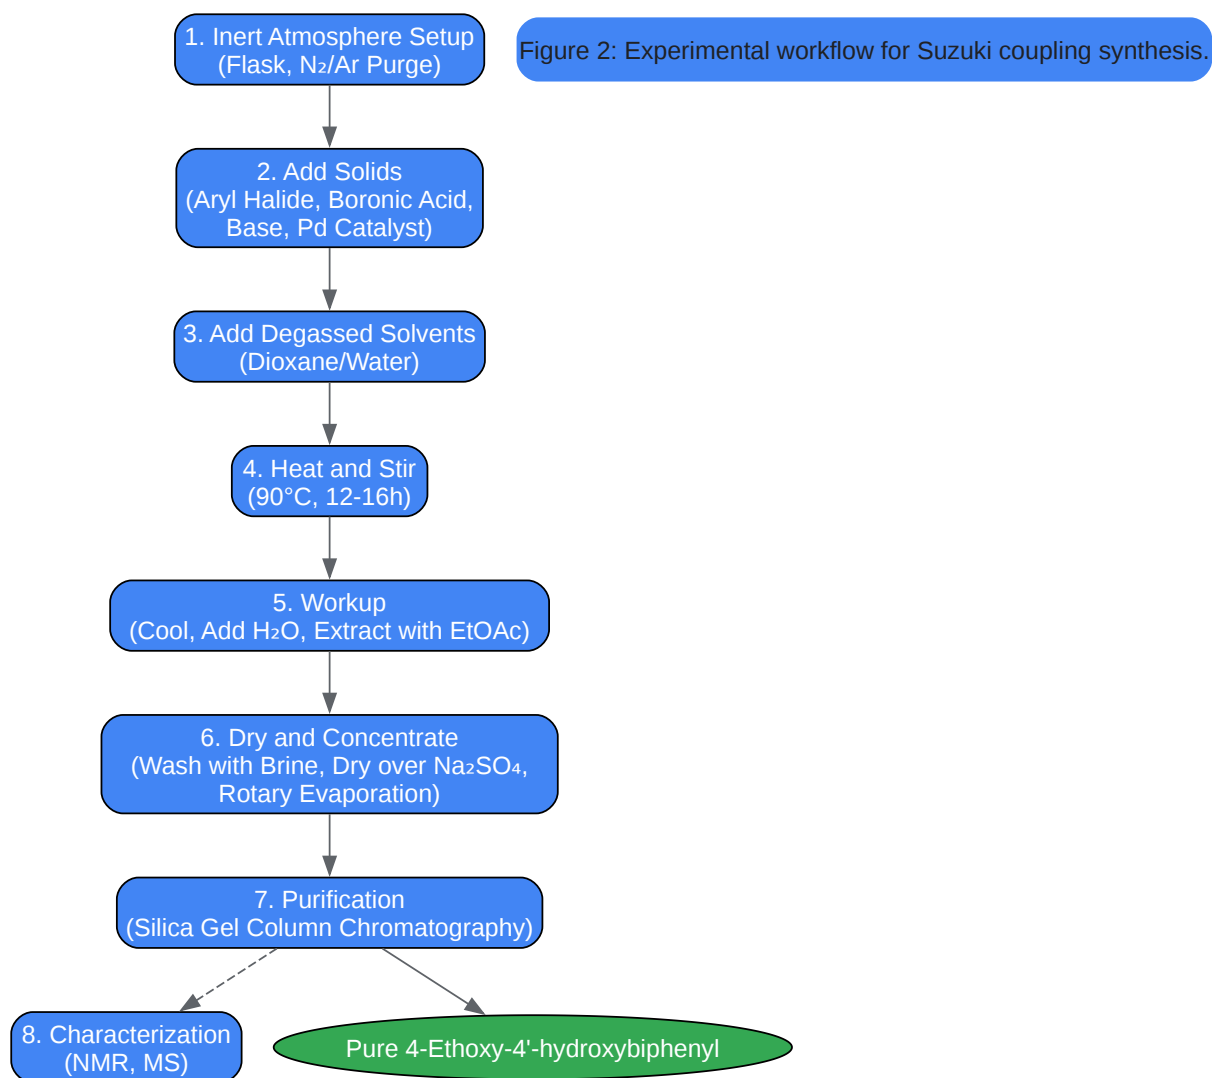 1. Inert Atmosphere Setup
(Flask, N₂/Ar Purge)
Figure 2: Experimental workflow for Suzuki coupling synthesis.
2. Add Solids
(Aryl Halide, Boronic Acid,
Base, Pd Catalyst)
3. Add Degassed Solvents
(Dioxane/Water)
4. Heat and Stir
(90°C, 12-16h)
5. Workup
(Cool, Add H₂O, Extract with EtOAc)
6. Dry and Concentrate
(Wash with Brine, Dry over Na₂SO₄,
Rotary Evaporation)
7. Purification
(Silica Gel Column Chromatography)
8. Characterization
(NMR, MS)
Pure 4-Ethoxy-4'-hydroxybiphenyl